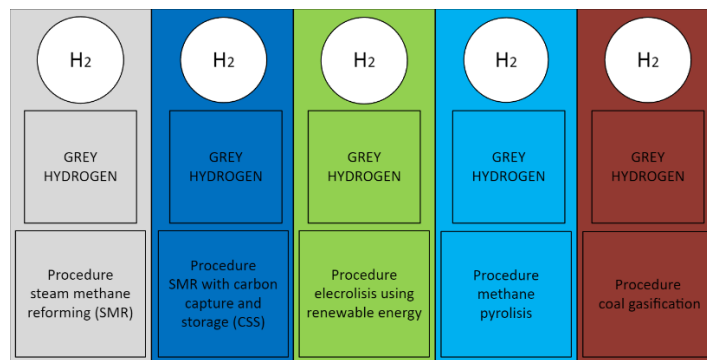 H2
GREY
HYDROGEN
Procedure
steam methane
reforming (SMR)
H2
GREY
HYDROGEN
Procedure
SMR with carbon
capture and
storage (CSS)
H2
GREY
HYDROGEN
Procedure
elecrolisis using
renewable energy
H2
GREY
HYDROGEN
Procedure
methane
pyrolisis
H2
GREY
HYDROGEN
Procedure
coal gasification